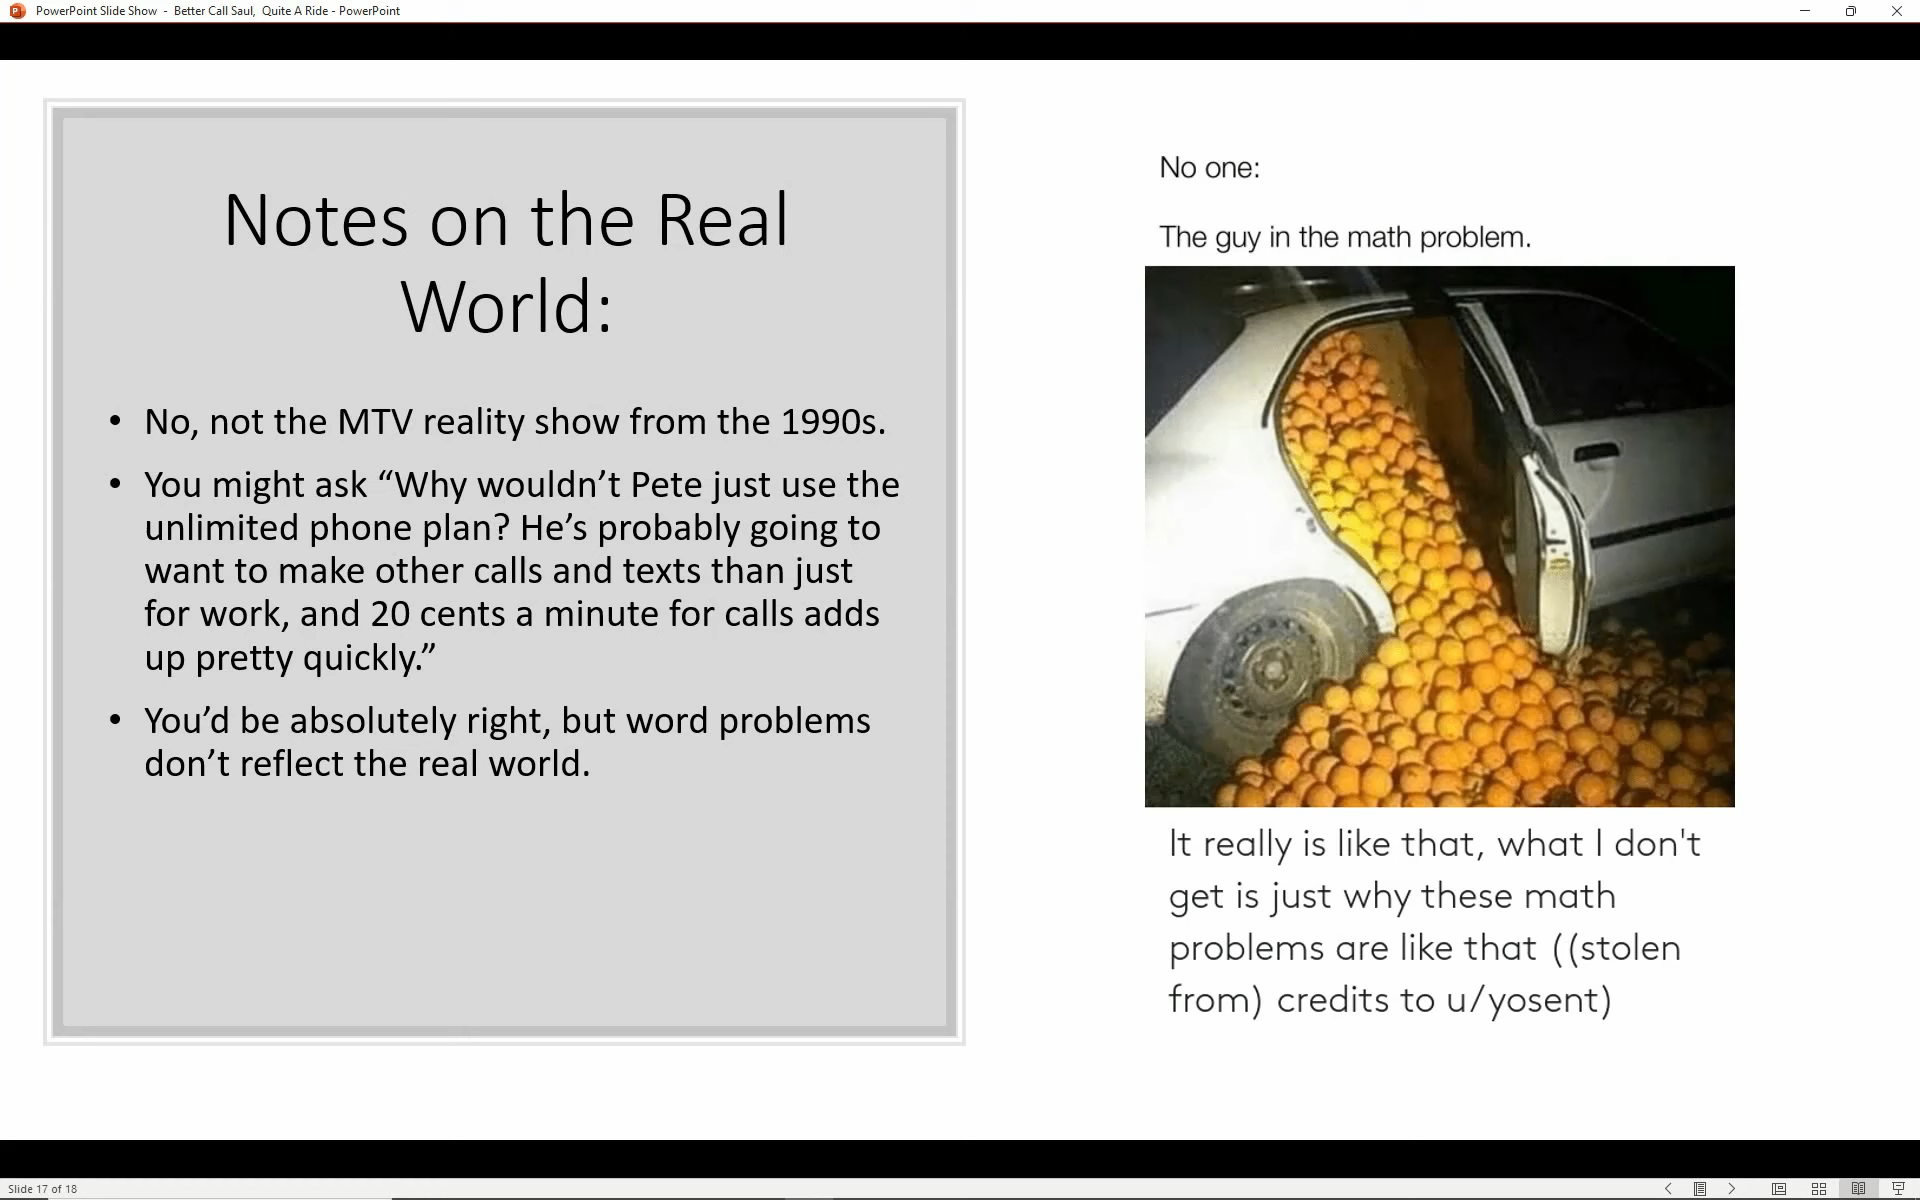 PowerPoint Slide Show - Better Call Saul, Quite A Ride - PowerPoint
Notes on the Real
World:
• No, not the MTV reality show from the 1990s.
• You might ask “Why wouldn’t Pete just use the
unlimited phone plan? He’s probably going to
want to make other calls and texts than just
for work, and 20 cents a minute for calls adds
up pretty quickly.”
• You’d be absolutely right, but word problems
don’t reflect the real world.
No one:
The guy in the math problem.
It really is like that, what I don't
get is just why these math
problems are like that ((stolen
from) credits to u/yosent)
Slide 17 of 18